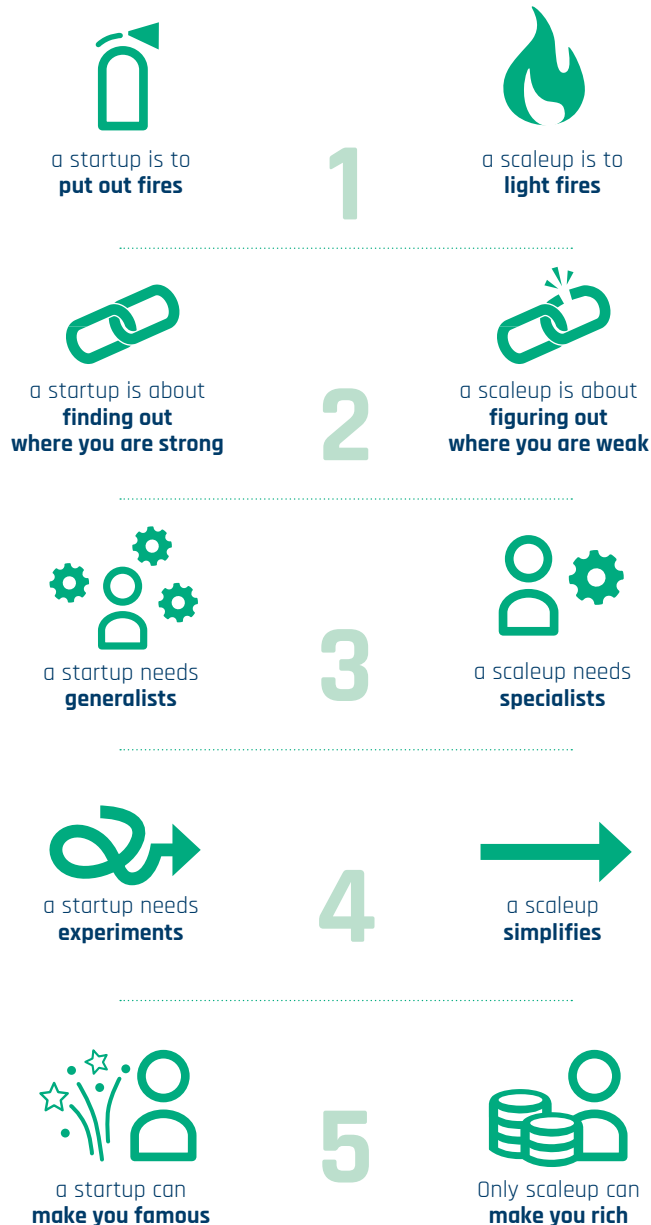 a startup is to
put out fires
1
a scaleup is to
light fires
a startup is about
finding out
where you are strong
2
a scaleup is about
figuring out
where you are weak
a startup needs
generalists
3
a scaleup needs
specialists
a startup needs
experiments
4
a scaleup
simplifies
a startup can
make you famous
5
Only scaleup can
make you rich